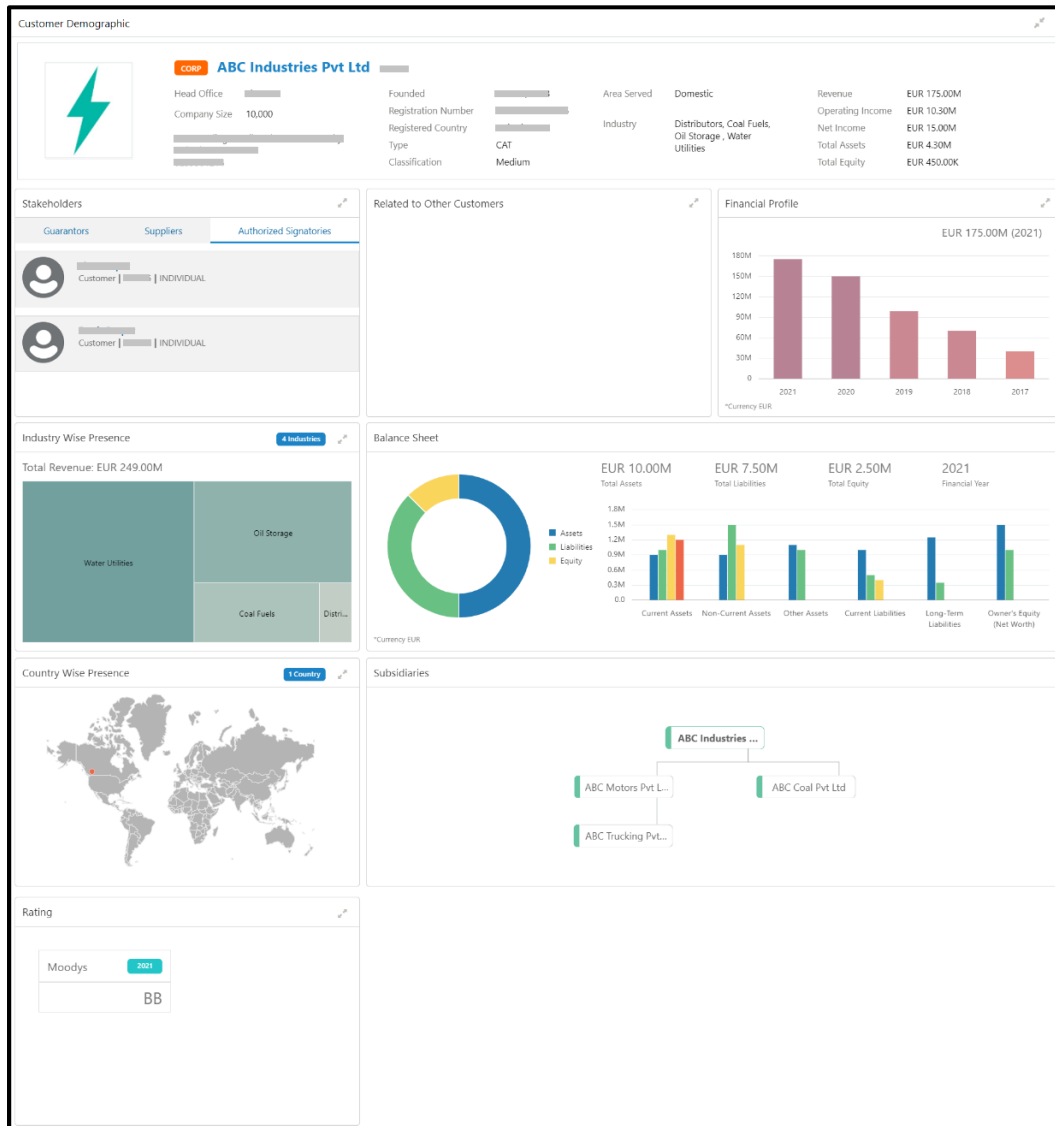 Customer Demographic
CORP ABC Industries Pvt Ltd
Head Office
Company Size 10,000
Founded
Registration Number
Registered Country
Type CAT
Classification Medium
Area Served Domestic
Industry Distributors, Coal Fuels,
Oil Storage , Water
Utilities
Revenue EUR 175.00M
Operating Income EUR 10.30M
Net Income EUR 15.00M
Total Assets EUR 4.30M
Total Equity EUR 450.00K
Stakeholders
Guarantors Suppliers Authorized Signatories
Customer | | INDIVIDUAL
Customer | | INDIVIDUAL
Related to Other Customers
Financial Profile
EUR 175.00M (2021)
180M
150M
120M
90M
60M
30M
0
2021 2020 2019 2018 2017
*Currency EUR
Industry Wise Presence 4 Industries
Total Revenue: EUR 249.00M
Water Utilities
Oil Storage
Coal Fuels
Distri...
Balance Sheet
Assets
Liabilities
Equity
*Currency EUR
EUR 10.00M EUR 7.50M EUR 2.50M 2021
Total Assets Total Liabilities Total Equity Financial Year
1.8M
1.5M
1.2M
0.9M
0.6M
0.3M
0.0
Current Assets Non-Current Assets Other Assets Current Liabilities Long-Term Owner's Equity
Liabilities (Net Worth)
Country Wise Presence 1 Country
Subsidiaries
ABC Industries ...
ABC Motors Pvt L... ABC Coal Pvt Ltd
ABC Trucking Pvt...
Rating
Moodys 2021
BB